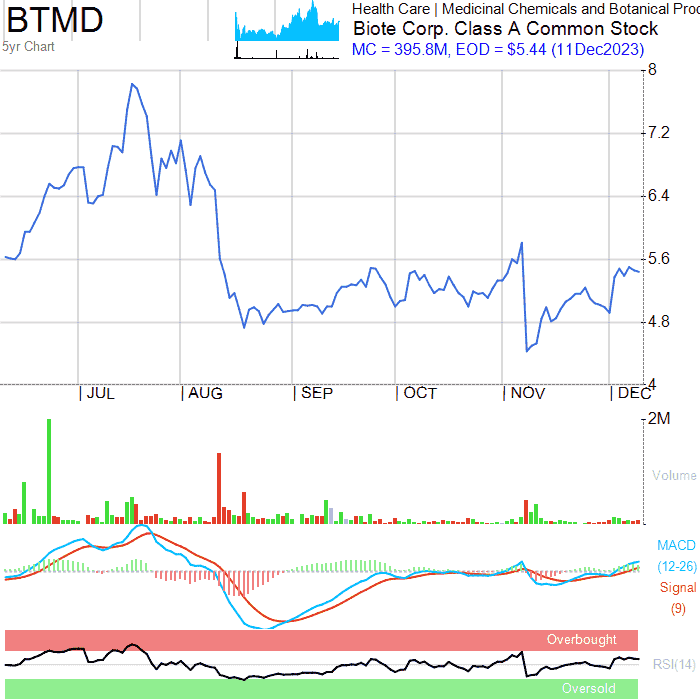 BTMD
5yr Chart
Health Care | Medicinal Chemicals and Botanical Proc
Biote Corp. Class A Common Stock
MC = 395.8M, EOD = $5.44 (11Dec2023)
8
7.2
6.4
5.6
4.8
4
| JUL | AUG | SEP | OCT | NOV | DEC
2M
Volume
MACD
(12-26)
Signal
(9)
Overbought
RSI(14)
Oversold